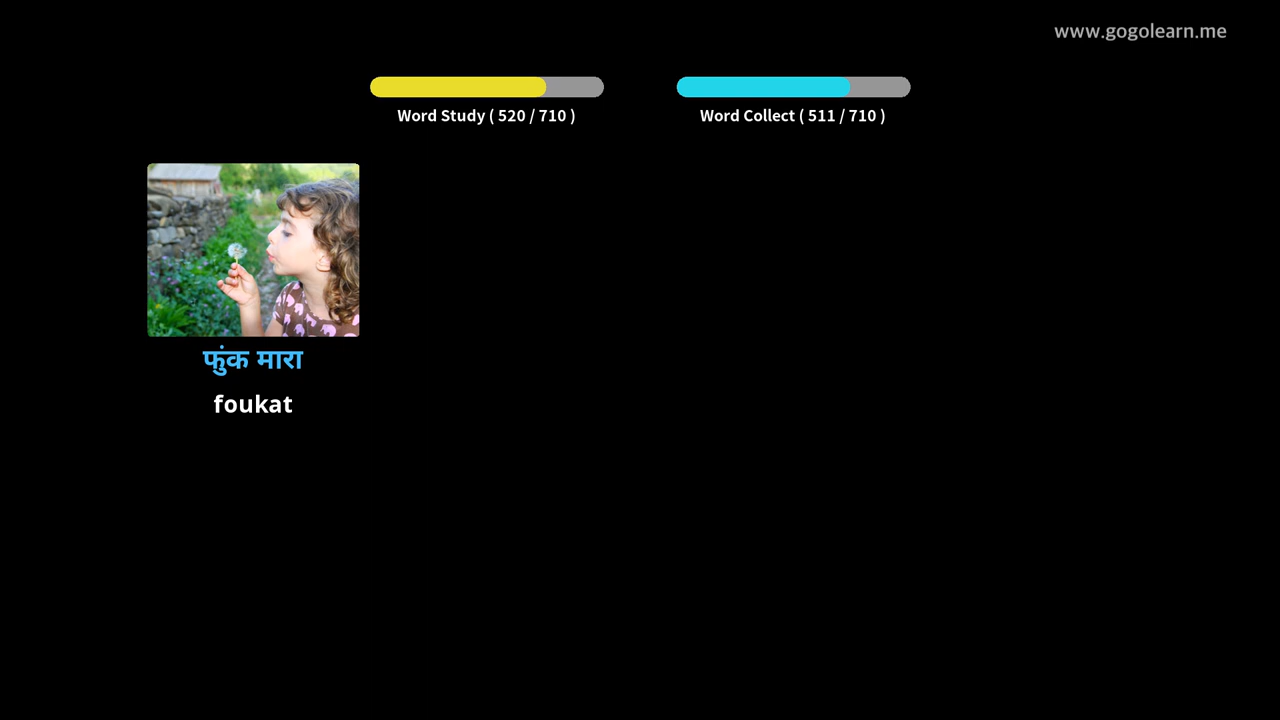 www.gogolearn.me
Word Study ( 520 / 710 )
Word Collect ( 511 / 710 )
फुंक मारा
foukat